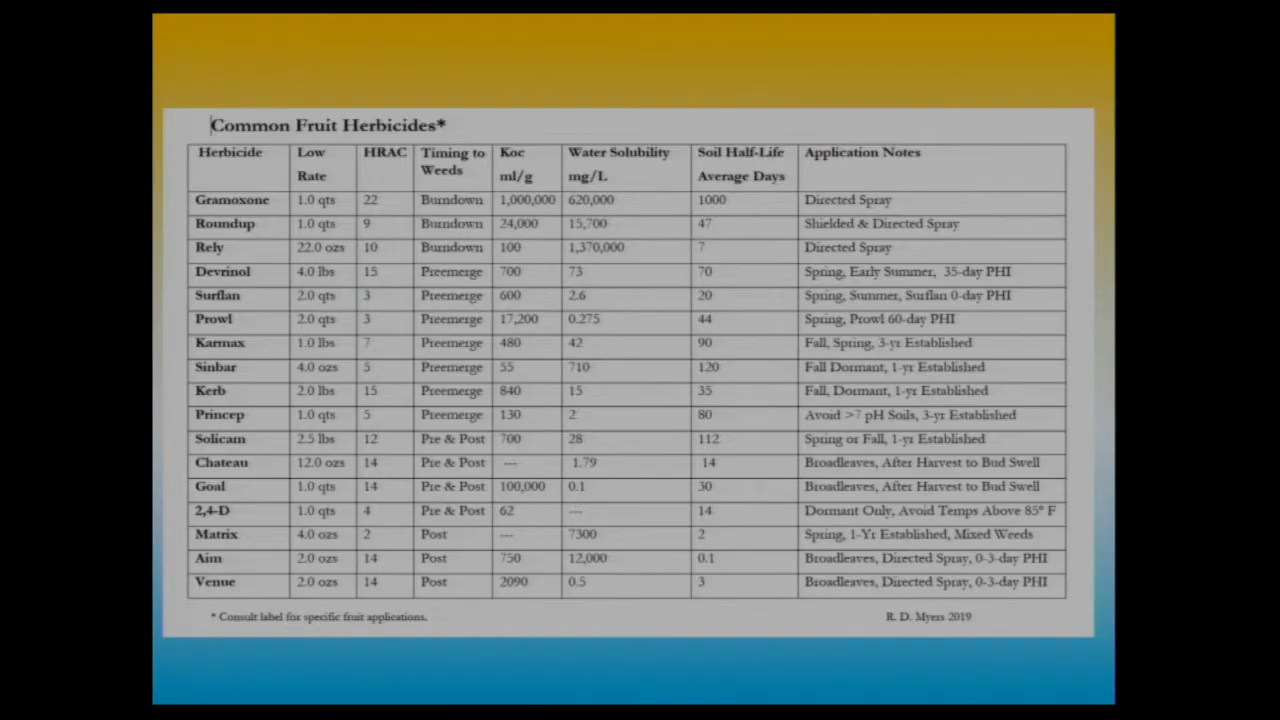 Common Fruit Herbicides*
Herbicide Low Rate HRAC Timing to Weeds Koc ml/g Water Solubility mg/L Soil Half-Life Average Days Application Notes
Gramoxone 1.0 qts 22 Burndown 1,000,000 620,000 1000 Directed Spray
Roundup 1.0 qts 9 Burndown 24,000 15,700 47 Shielded & Directed Spray
Rely 22.0 ozs 10 Burndown 100 1,370,000 7 Directed Spray
Devrinol 4.0 lbs 15 Preemerge 700 73 70 Spring, Early Summer, 35-day PHI
Surflan 2.0 qts 3 Preemerge 600 2.6 20 Spring, Summer, Surflan 0-day PHI
Prowl 2.0 qts 3 Preemerge 17,200 0.275 44 Spring, Prowl 60-day PHI
Karmax 1.0 lbs 7 Preemerge 480 42 90 Fall, Spring, 3-yr Established
Sinbar 4.0 ozs 5 Preemerge 55 710 120 Fall Dormant, 1-yr Established
Kerb 2.0 lbs 15 Preemerge 840 15 35 Fall, Dormant, 1-yr Established
Princep 1.0 qts 5 Preemerge 130 2 80 Avoid >7 pH Soils, 3-yr Established
Solicam 2.5 lbs 12 Pre & Post 700 28 112 Spring or Fall, 1-yr Established
Chateau 12.0 ozs 14 Pre & Post --- 1.79 14 Broadleaves, After Harvest to Bud Swell
Goal 1.0 qts 14 Pre & Post 100,000 0.1 30 Broadleaves, After Harvest to Bud Swell
2,4-D 1.0 qts 4 Pre & Post 62 --- 14 Dormant Only, Avoid Temps Above 85° F
Matrix 4.0 ozs 2 Post --- 7300 2 Spring, 1-Yr Established, Mixed Weeds
Aim 2.0 ozs 14 Post 750 12,000 0.1 Broadleaves, Directed Spray, 0-3-day PHI
Venue 2.0 ozs 14 Post 2090 0.5 3 Broadleaves, Directed Spray, 0-3-day PHI
* Consult label for specific fruit applications. R. D. Myers 2019